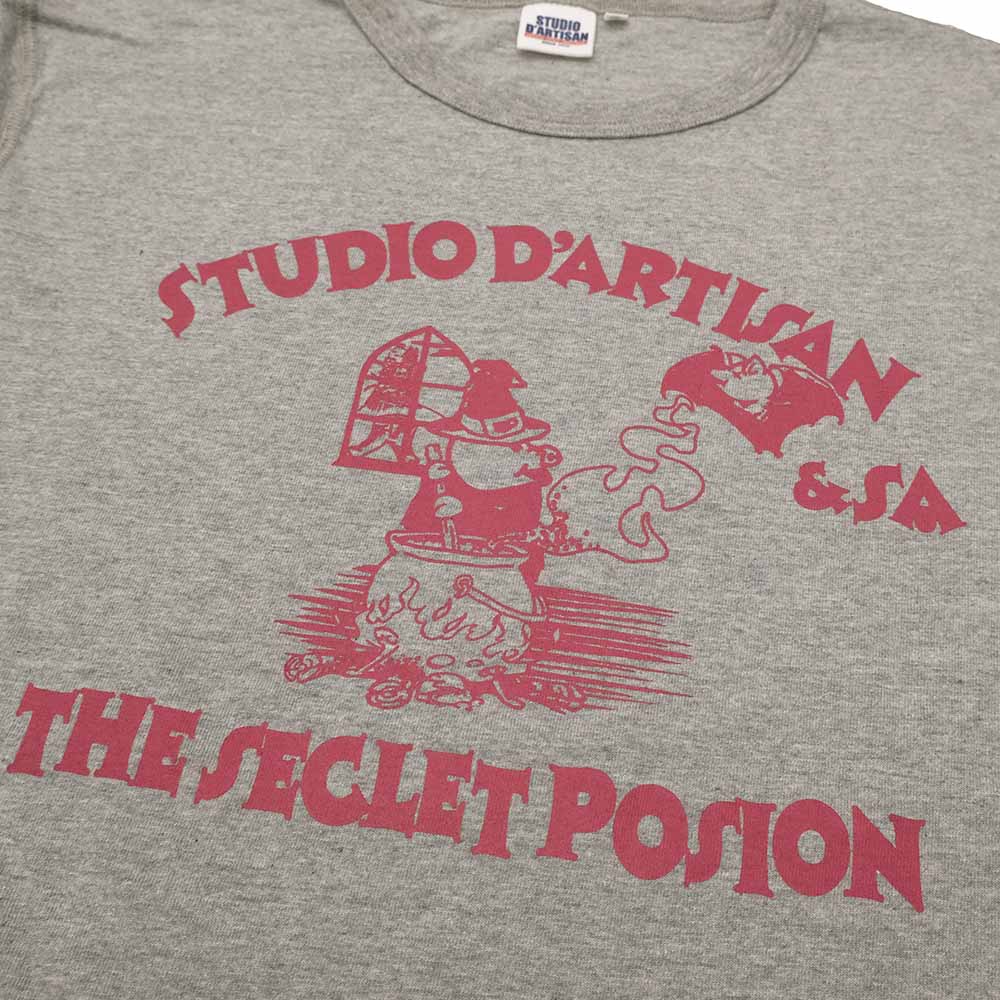 STUDIO
D'ARTISAN
STUDIO D'ARTISAN
& SA
THE SECLET POSION